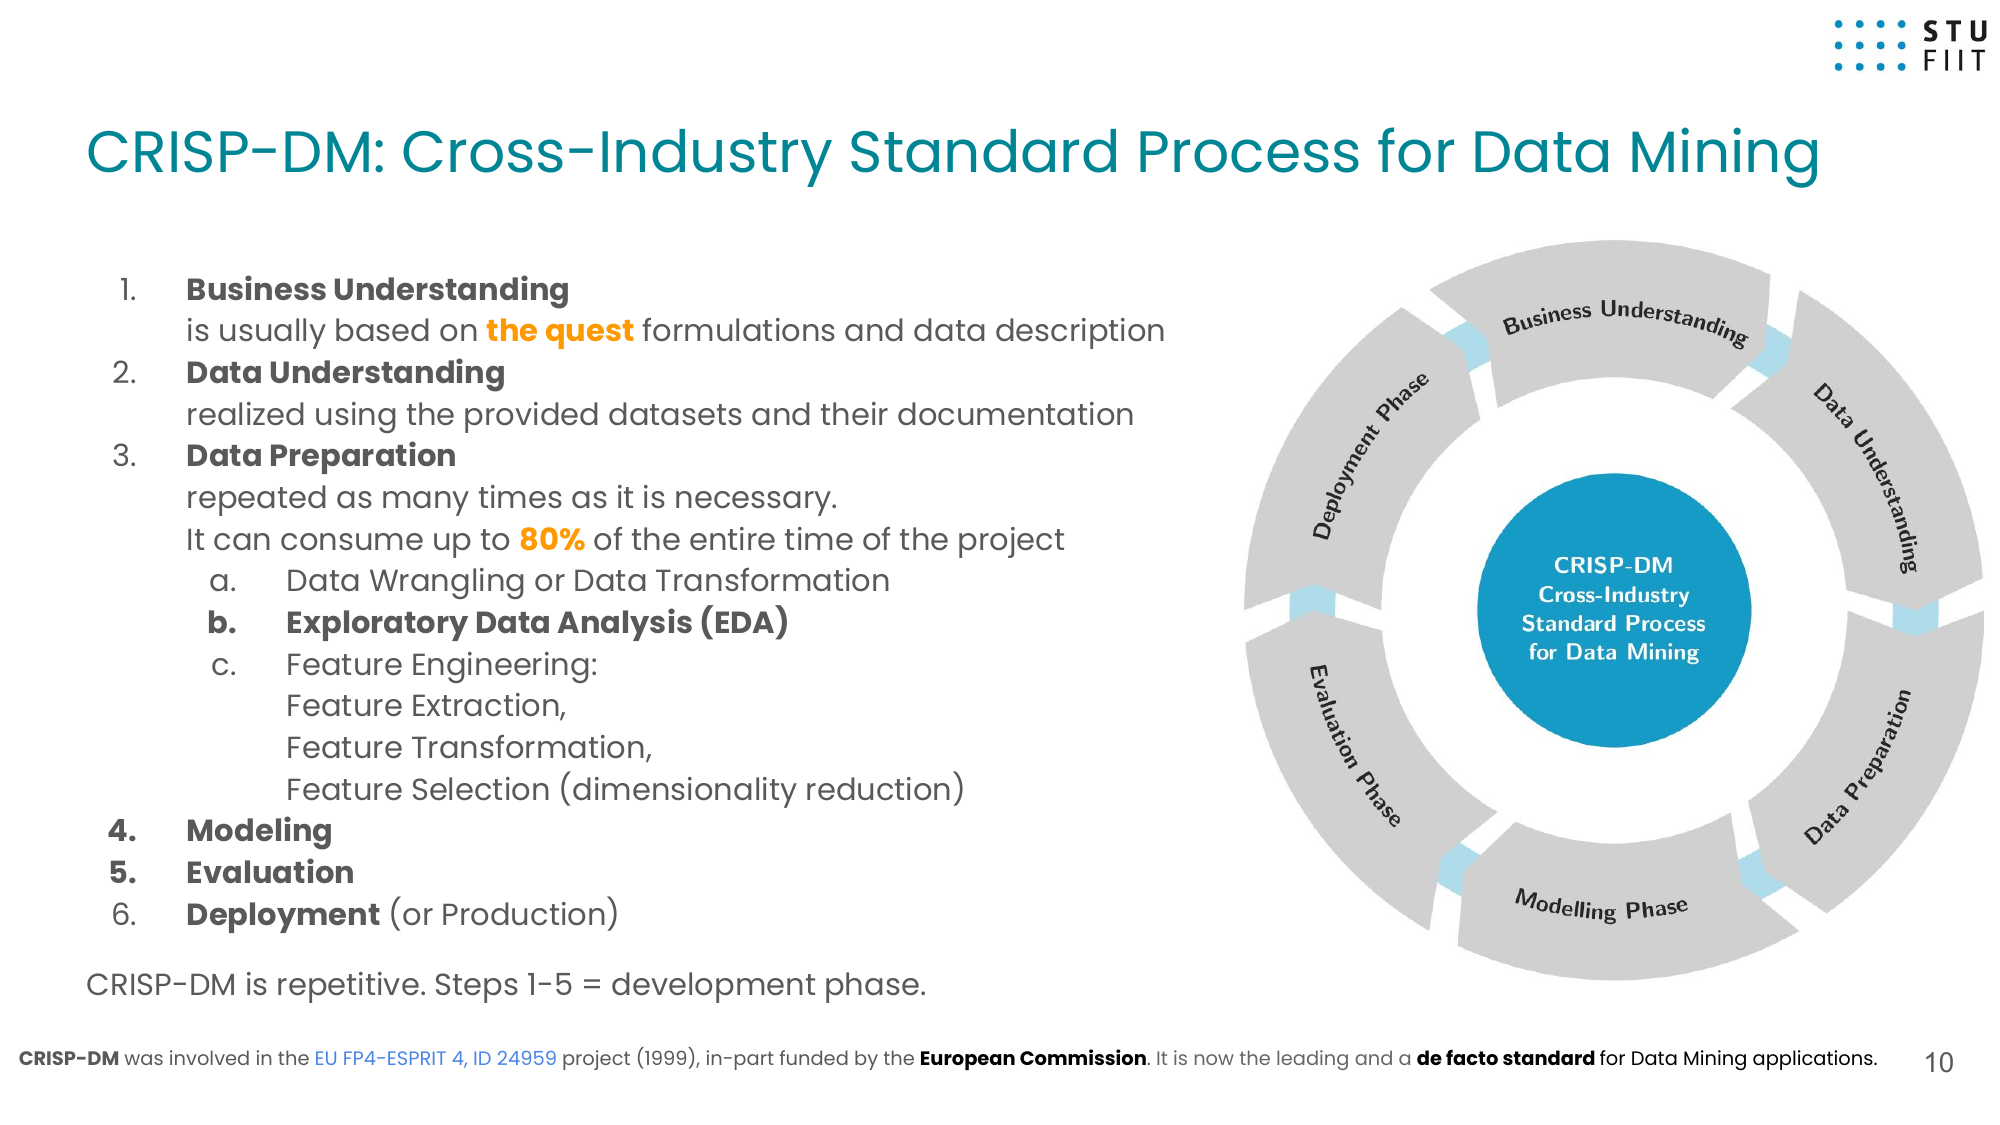 STU
FIIT
CRISP-DM: Cross-Industry Standard Process for Data Mining
1. Business Understanding
is usually based on the quest formulations and data description
2. Data Understanding
realized using the provided datasets and their documentation
3. Data Preparation
repeated as many times as it is necessary.
It can consume up to 80% of the entire time of the project
a. Data Wrangling or Data Transformation
b. Exploratory Data Analysis (EDA)
c. Feature Engineering:
Feature Extraction,
Feature Transformation,
Feature Selection (dimensionality reduction)
4. Modeling
5. Evaluation
6. Deployment (or Production)
CRISP-DM is repetitive. Steps 1-5 = development phase.
Business Understanding
Data Understanding
Data Preparation
Modelling Phase
Evaluation Phase
Deployment Phase
CRISP-DM
Cross-Industry
Standard Process
for Data Mining
CRISP-DM was involved in the EU FP4-ESPRIT 4, ID 24959 project (1999), in-part funded by the European Commission. It is now the leading and a de facto standard for Data Mining applications.
10